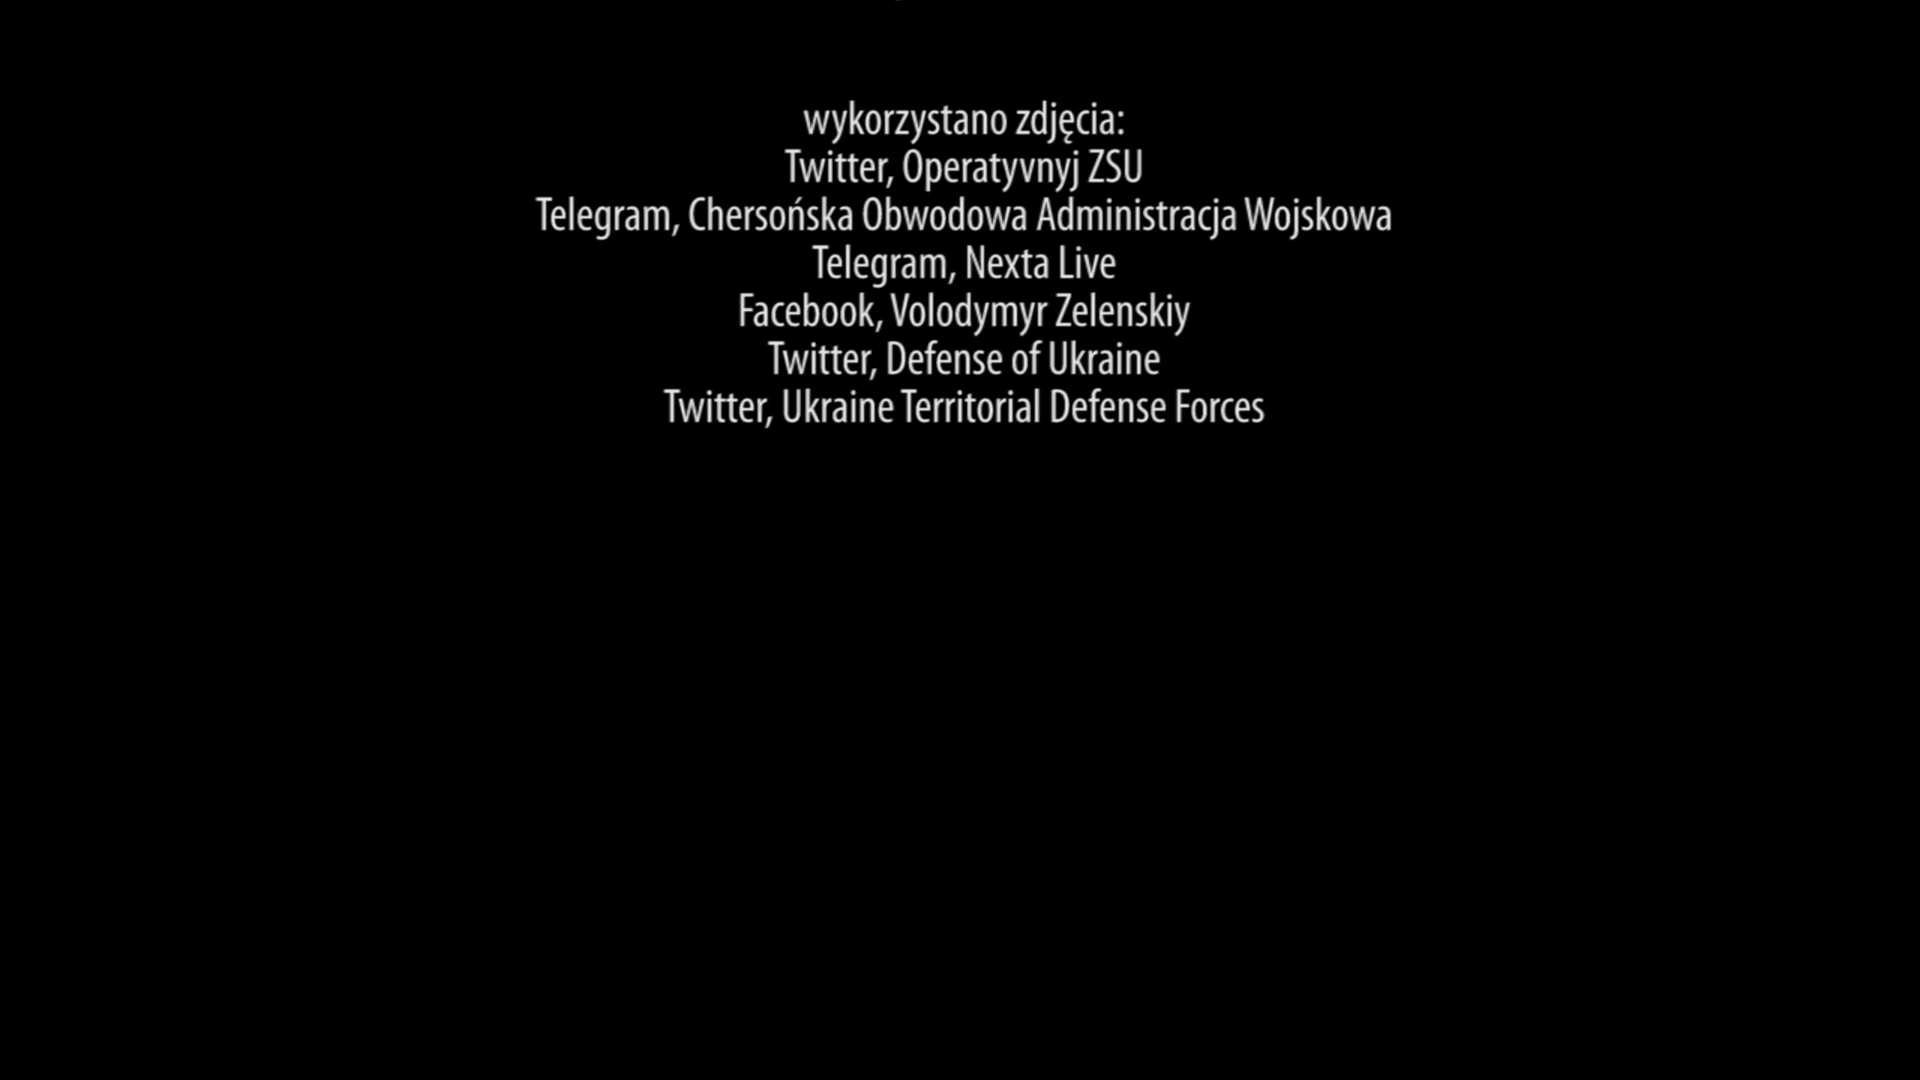 wykorzystano zdjęcia:
Twitter, Operatyvnyj ZSU
Telegram, Chersońska Obwodowa Administracja Wojskowa
Telegram, Nexta Live
Facebook, Volodymyr Zelenskiy
Twitter, Defense of Ukraine
Twitter, Ukraine Territorial Defense Forces